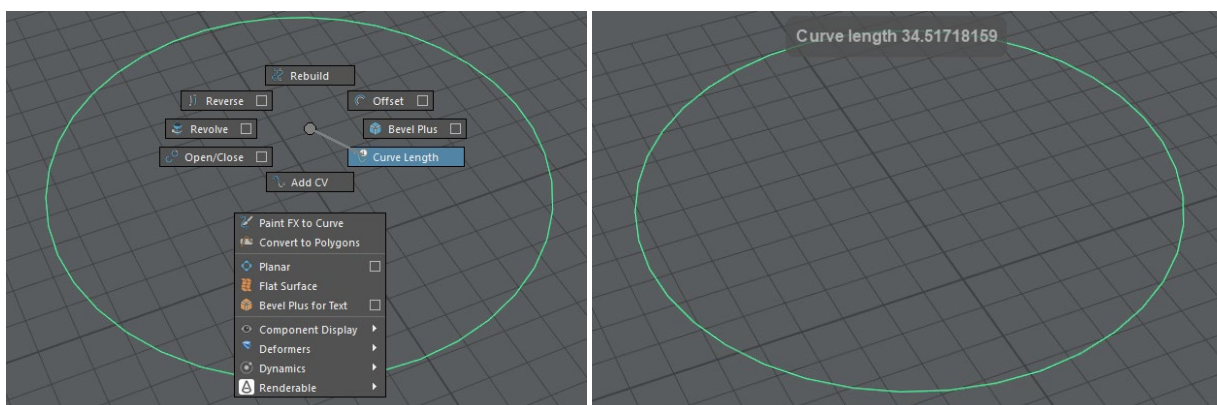 Rebuild
Reverse
Offset
Revolve
Bevel Plus
Open/Close
Curve Length
Add CV
Paint FX to Curve
Convert to Polygons
Planar
Flat Surface
Bevel Plus for Text
Component Display
Deformers
Dynamics
Renderable
Curve length 34.51718159